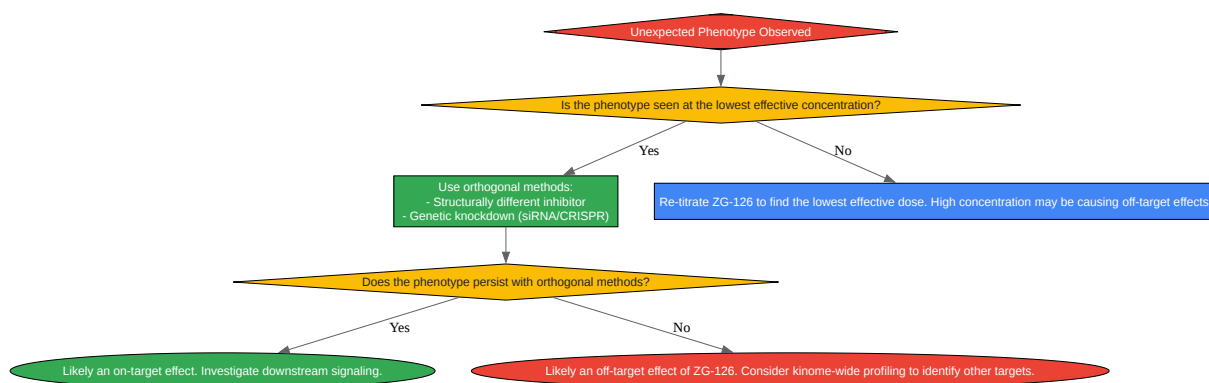 Unexpected Phenotype Observed
Is the phenotype seen at the lowest effective concentration?
Yes
No
Use orthogonal methods:
- Structurally different inhibitor
- Genetic knockdown (siRNA/CRISPR)
Re-titrate ZG-126 to find the lowest effective dose. High concentration may be causing off-target effects
Does the phenotype persist with orthogonal methods?
Yes
No
Likely an on-target effect. Investigate downstream signaling.
Likely an off-target effect of ZG-126. Consider kinome-wide profiling to identify other targets.